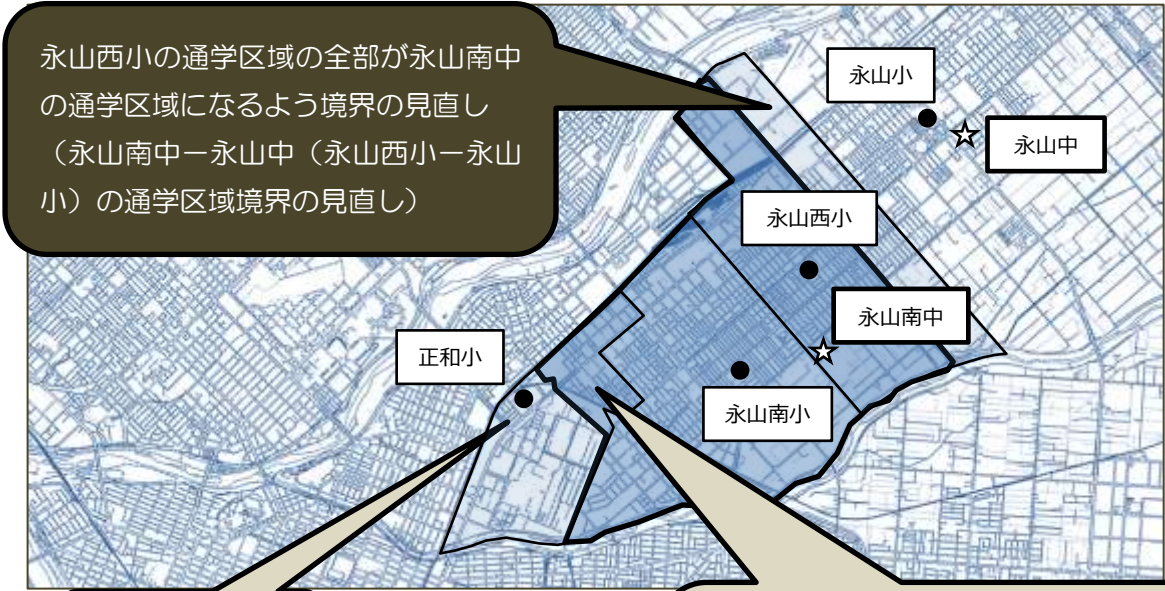 永山西小の通学区域の全部が永山南中
の通学区域になるよう境界の見直し
（永山南中ー永山中（永山西小ー永山
小）の通学区域境界の見直し）
永山小
永山中
永山西小
永山南中
正和小
永山南小